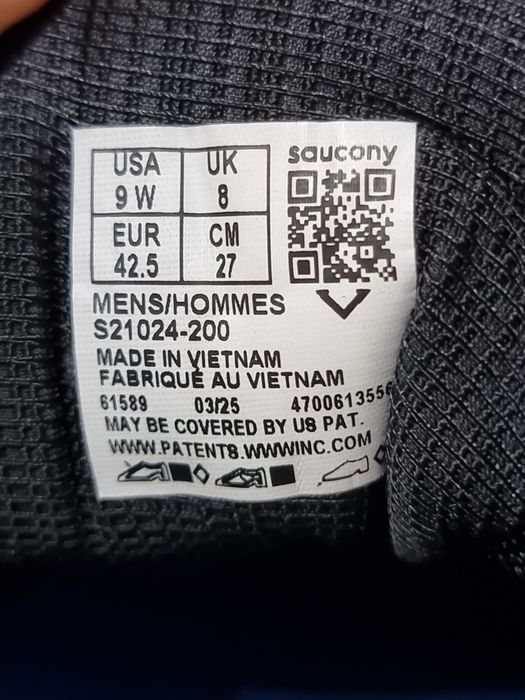 saucony
USA UK
9 W 8
EUR CM
42.5 27
MENS/HOMMES
S21024-200
MADE IN VIETNAM
FABRIQUÉ AU VIETNAM
61589 03/25
MAY BE COVERED BY US PAT.
WWW.PATENTS.WWWINC.COM